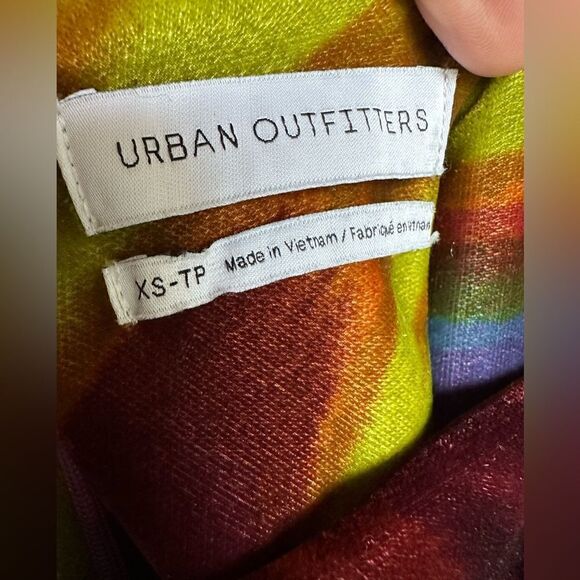 URBAN OUTFITTERS
XS-TP Made in Vietnam / Fabriqué en Vietnam